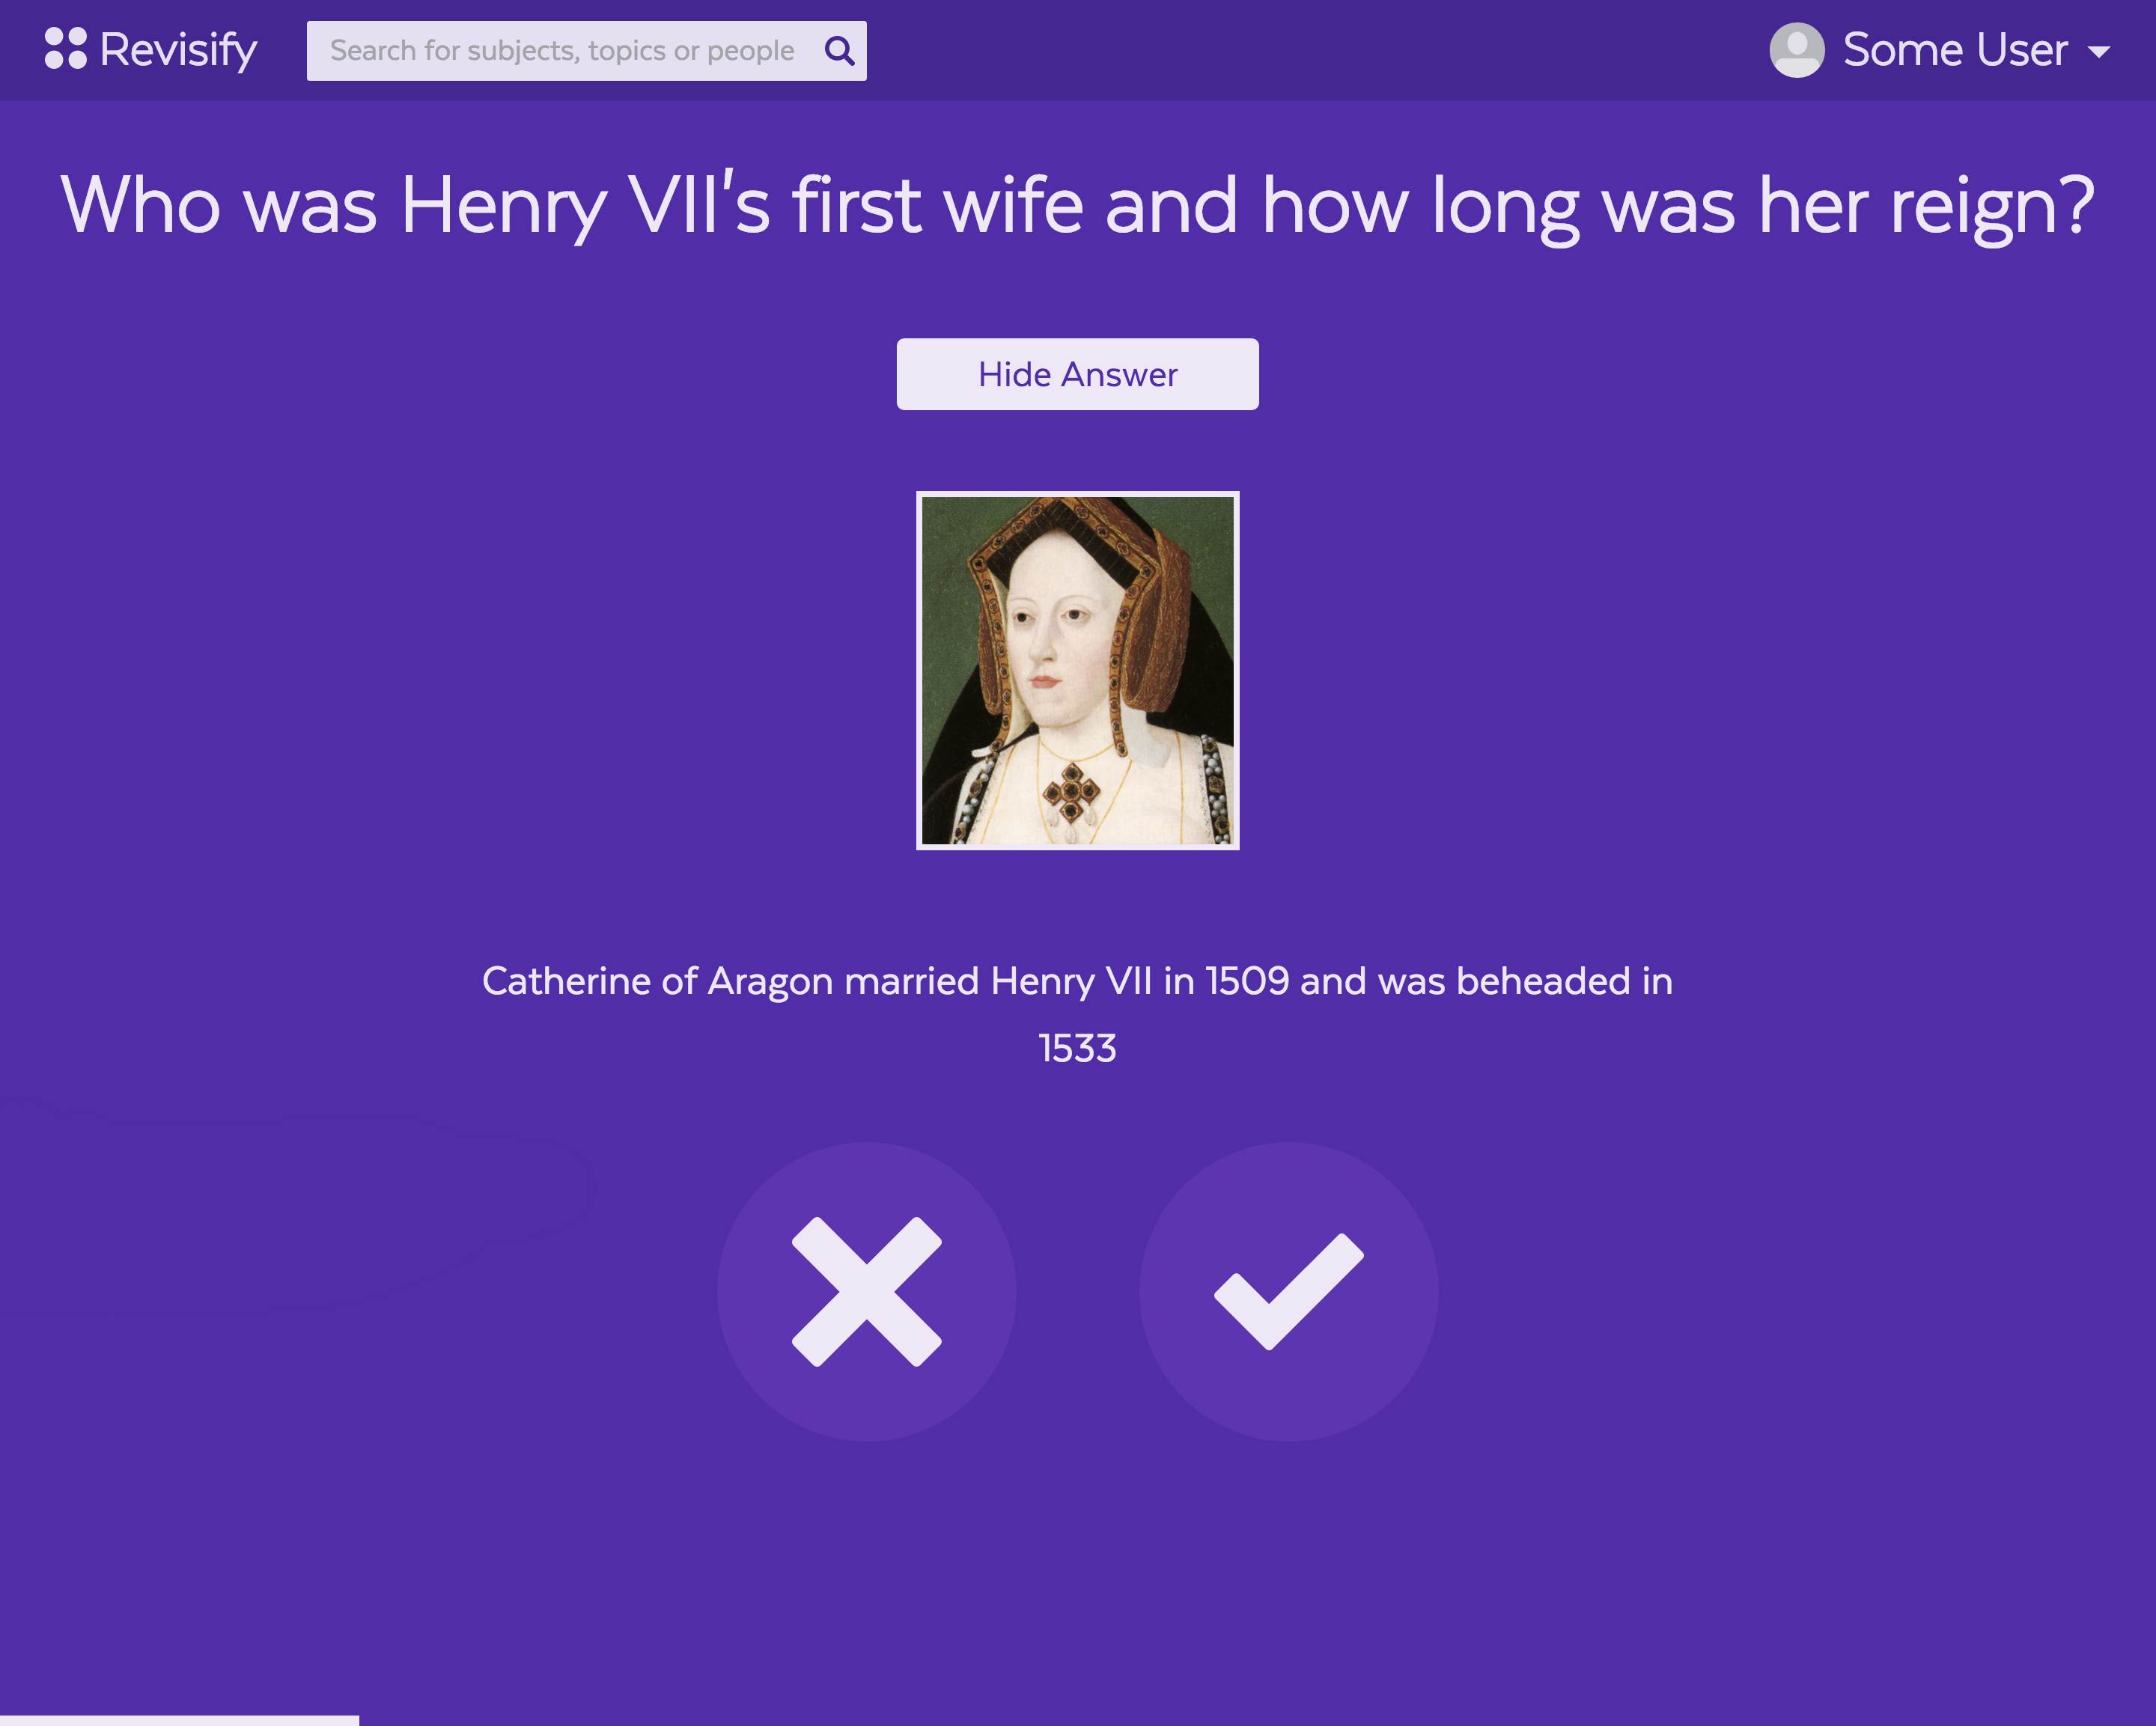 Revisify
Search for subjects, topics or people
Some User
Who was Henry VII's first wife and how long was her reign?
Hide Answer
Catherine of Aragon married Henry VII in 1509 and was beheaded in
1533